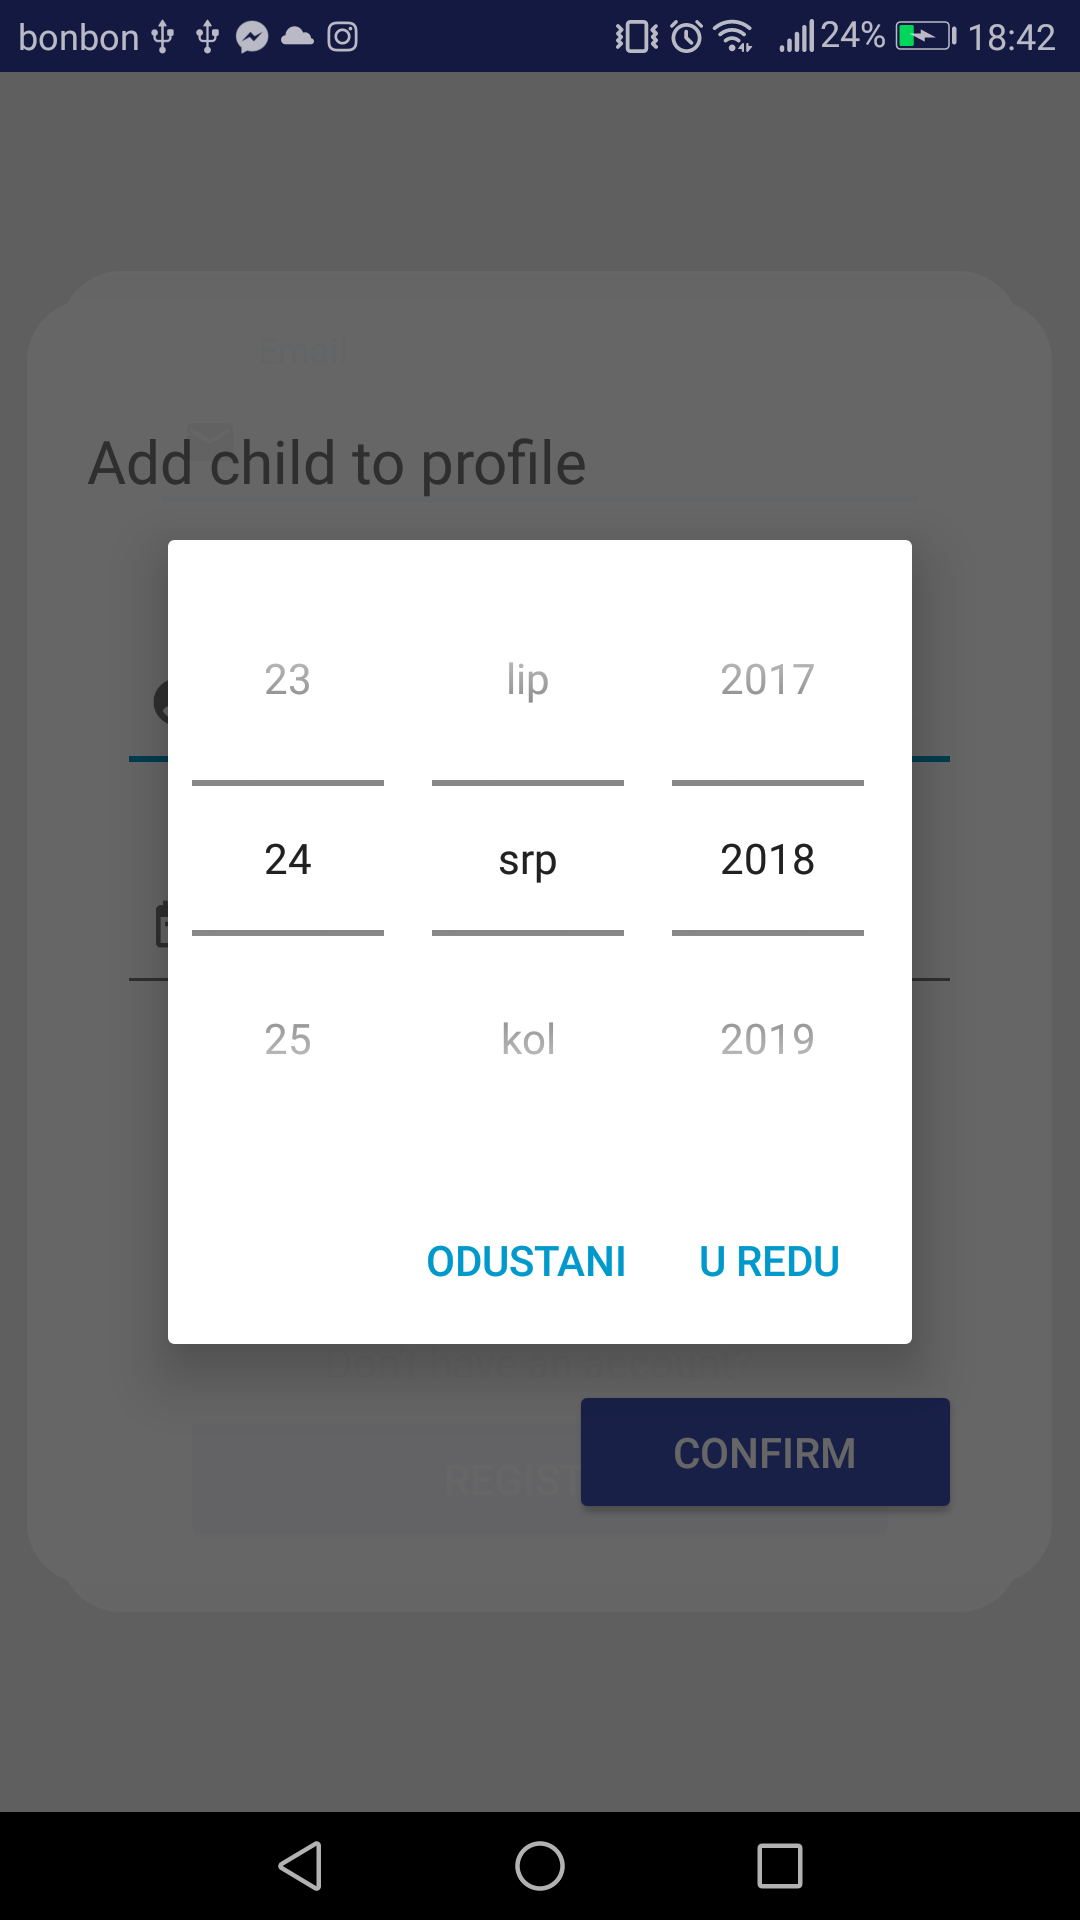 bonbon 24% 18:42
Email
Add child to profile
23 lip 2017
24 srp 2018
25 kol 2019
ODUSTANI U REDU
Don't have an account?
REGIST
CONFIRM